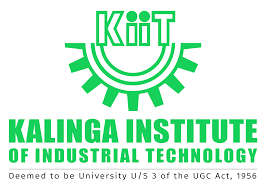 KiiT
KALINGA INSTITUTE
OF INDUSTRIAL TECHNOLOGY
Deemed to be University U/S 3 of the UGC Act, 1956